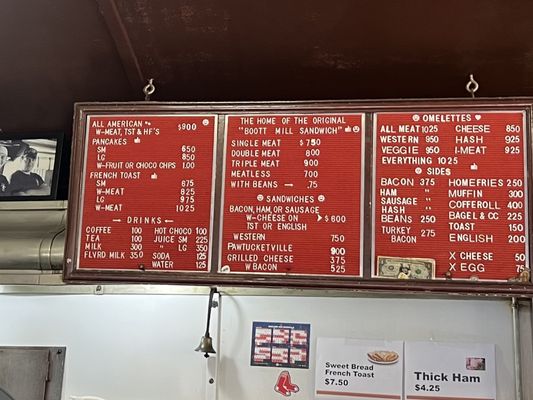 ALL AMERICAN $900
W-MEAT, TST & HF'S
PANCAKES
SM 650
LG 850
W-FRUIT OR CHOCO CHIPS 1.00
FRENCH TOAST
SM 675
W-MEAT 825
LG 975
W-MEAT 1025
DRINKS
COFFEE 100 HOT CHOCO 100
TEA 100 JUICE SM 225
MILK 300 LG 350
FLVRD MILK 350 SODA 125
WATER 125
THE HOME OF THE ORIGINAL
"BOOTT MILL SANDWICH"
SINGLE MEAT $750
DOUBLE MEAT 800
TRIPLE MEAT 900
MEATLESS 700
WITH BEANS .75
SANDWICHES
BACON, HAM OR SAUSAGE
W-CHEESE ON $600
TST OR ENGLISH
WESTERN 750
PAWTUCKETVILLE 900
GRILLED CHEESE 375
W BACON 525
OMELETTES
ALL MEAT 1025 CHEESE 850
WESTERN 950 HASH 925
VEGGIE 950 I-MEAT 925
EVERYTHING 1025
SIDES
BACON 375 HOMEFRIES 250
HAM " MUFFIN 300
SAUSAGE " COFFEROLL 400
HASH " BAGEL & CC 225
BEANS 250 TOAST 150
TURKEY 275 ENGLISH 200
BACON
X CHEESE 50
X EGG 75
Sweet Bread
French Toast
$7.50
Thick Ham
$4.25